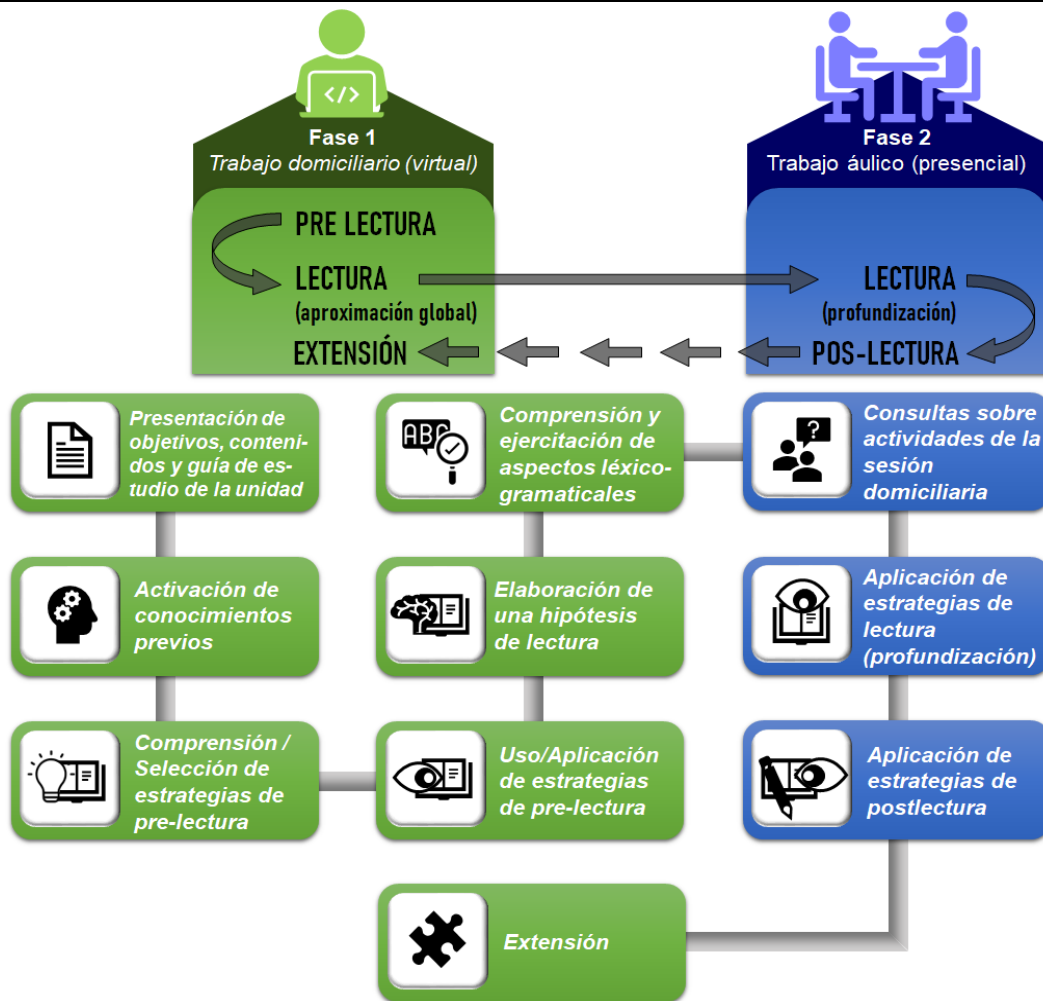 </>
Fase 1
Trabajo domiciliario (virtual)
PRE LECTURA
LECTURA
(aproximación global)
EXTENSIÓN
Fase 2
Trabajo áulico (presencial)
LECTURA
(profundización)
POS-LECTURA
Presentación de
objetivos, conteni-
dos y guía de es-
tudio de la unidad
Activación de
conocimientos
previos
Comprensión /
Selección de
estrategias de
pre-lectura
Uso/Aplicación
de estrategias
de pre-lectura
Elaboración de
una hipótesis
de lectura
ABC
Comprensión y
ejercitación de
aspectos léxico-
gramaticales
?
Consultas sobre
actividades de la
sesión
domiciliaria
Aplicación de
estrategias de
lectura
(profundización)
Aplicación de
estrategias de
postlectura
Extensión